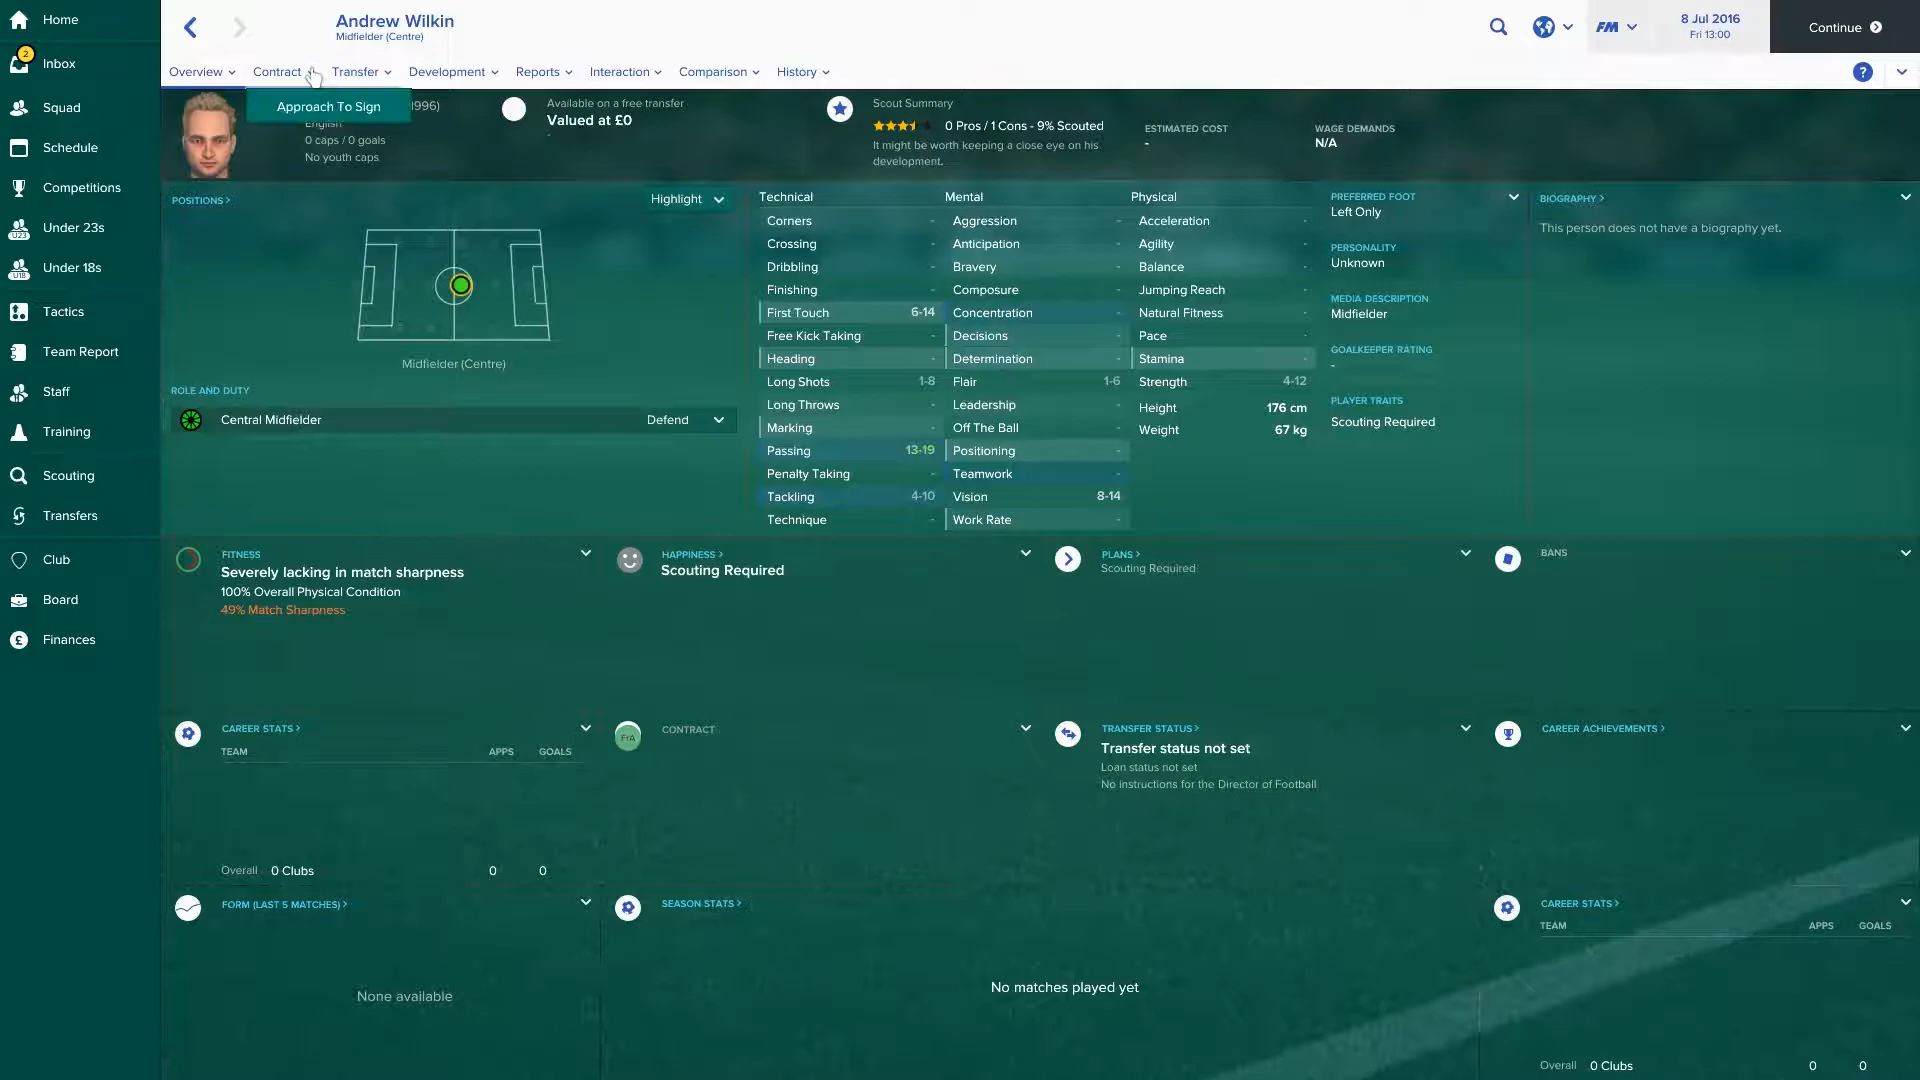 Home
2
Inbox
Squad
Schedule
Competitions
U23
Under 23s
U18
Under 18s
Tactics
Team Report
Staff
Training
Scouting
Transfers
Club
Board
£
Finances
Andrew Wilkin
Midfielder (Centre)
FM
8 Jul 2016
Fri 13:00
Continue
Overview
Contract
Transfer
Development
Reports
Interaction
Comparison
History
?
Approach To Sign
1996)
English
0 caps / 0 goals
No youth caps
Available on a free transfer
Valued at £0
-
Scout Summary
0 Pros / 1 Cons - 9% Scouted
It might be worth keeping a close eye on his
development.
ESTIMATED COST
-
WAGE DEMANDS
N/A
POSITIONS >
Highlight
Midfielder (Centre)
ROLE AND DUTY
Central Midfielder Defend
Technical
Corners -
Crossing -
Dribbling -
Finishing -
First Touch 6-14
Free Kick Taking -
Heading -
Long Shots 1-8
Long Throws -
Marking -
Passing 13-19
Penalty Taking -
Tackling 4-10
Technique -
Mental
Aggression -
Anticipation -
Bravery -
Composure -
Concentration -
Decisions -
Determination -
Flair 1-6
Leadership -
Off The Ball -
Positioning -
Teamwork -
Vision 8-14
Work Rate -
Physical
Acceleration -
Agility -
Balance -
Jumping Reach -
Natural Fitness -
Pace -
Stamina -
Strength 4-12
Height 176 cm
Weight 67 kg
PREFERRED FOOT
Left Only
PERSONALITY
Unknown
MEDIA DESCRIPTION
Midfielder
GOALKEEPER RATING
-
PLAYER TRAITS
Scouting Required
BIOGRAPHY >
This person does not have a biography yet.
FITNESS
Severely lacking in match sharpness
100% Overall Physical Condition
49% Match Sharpness
HAPPINESS >
Scouting Required
PLANS >
Scouting Required
BANS
CAREER STATS >
TEAM APPS GOALS
Overall 0 Clubs 0 0
FrA
CONTRACT
TRANSFER STATUS >
Transfer status not set
Loan status not set
No instructions for the Director of Football
CAREER ACHIEVEMENTS >
FORM (LAST 5 MATCHES) >
None available
SEASON STATS >
No matches played yet
CAREER STATS >
TEAM APPS GOALS
Overall 0 Clubs 0 0